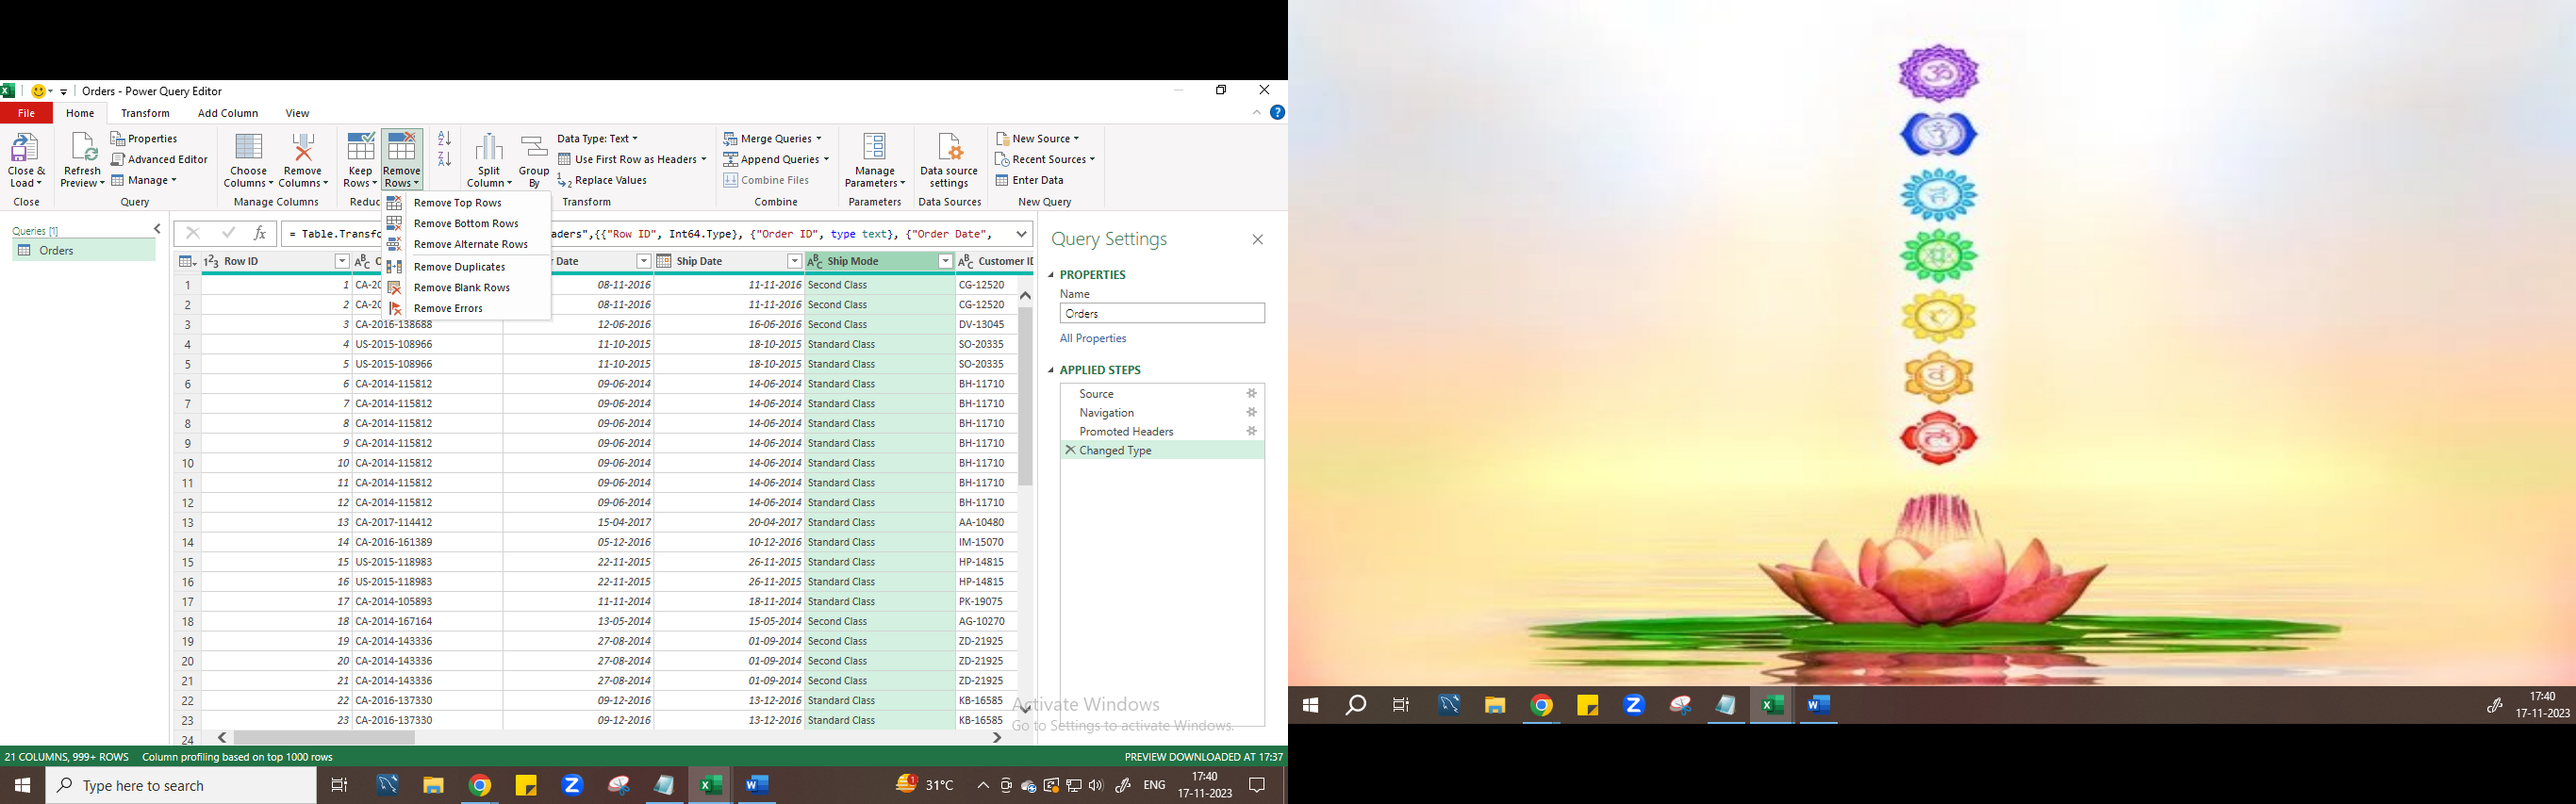 Orders - Power Query Editor
File Home Transform Add Column View
Close & Load
Close
Refresh Preview
Properties
Advanced Editor
Manage
Query
Choose Columns
Remove Columns
Manage Columns
Keep Rows
Remove Rows
Reduc
Split Column
Group By
Data Type: Text
Use First Row as Headers
Replace Values
Transform
Merge Queries
Append Queries
Combine Files
Combine
Manage Parameters
Parameters
Data source settings
Data Sources
New Source
Recent Sources
Enter Data
New Query
Remove Top Rows
Remove Bottom Rows
Remove Alternate Rows
Remove Duplicates
Remove Blank Rows
Remove Errors
Queries [1]
Orders
= Table.Transfo aders",{{"Row ID", Int64.Type}, {"Order ID", type text}, {"Order Date",
Row ID Date Ship Date Ship Mode Customer ID
1 1 CA-20 08-11-2016 11-11-2016 Second Class CG-12520
2 2 CA-20 08-11-2016 11-11-2016 Second Class CG-12520
3 3 CA-2016-138688 12-06-2016 16-06-2016 Second Class DV-13045
4 4 US-2015-108966 11-10-2015 18-10-2015 Standard Class SO-20335
5 5 US-2015-108966 11-10-2015 18-10-2015 Standard Class SO-20335
6 6 CA-2014-115812 09-06-2014 14-06-2014 Standard Class BH-11710
7 7 CA-2014-115812 09-06-2014 14-06-2014 Standard Class BH-11710
8 8 CA-2014-115812 09-06-2014 14-06-2014 Standard Class BH-11710
9 9 CA-2014-115812 09-06-2014 14-06-2014 Standard Class BH-11710
10 10 CA-2014-115812 09-06-2014 14-06-2014 Standard Class BH-11710
11 11 CA-2014-115812 09-06-2014 14-06-2014 Standard Class BH-11710
12 12 CA-2014-115812 09-06-2014 14-06-2014 Standard Class BH-11710
13 13 CA-2017-114412 15-04-2017 20-04-2017 Standard Class AA-10480
14 14 CA-2016-161389 05-12-2016 10-12-2016 Standard Class IM-15070
15 15 US-2015-118983 22-11-2015 26-11-2015 Standard Class HP-14815
16 16 US-2015-118983 22-11-2015 26-11-2015 Standard Class HP-14815
17 17 CA-2014-105893 11-11-2014 18-11-2014 Standard Class PK-19075
18 18 CA-2014-167164 13-05-2014 15-05-2014 Second Class AG-10270
19 19 CA-2014-143336 27-08-2014 01-09-2014 Second Class ZD-21925
20 20 CA-2014-143336 27-08-2014 01-09-2014 Second Class ZD-21925
21 21 CA-2014-143336 27-08-2014 01-09-2014 Second Class ZD-21925
22 22 CA-2016-137330 09-12-2016 13-12-2016 Standard Class KB-16585
23 23 CA-2016-137330 09-12-2016 13-12-2016 Standard Class KB-16585
24
Query Settings
PROPERTIES
Name
Orders
All Properties
APPLIED STEPS
Source
Navigation
Promoted Headers
Changed Type
Activate Windows
Go to Settings to activate Windows.
21 COLUMNS, 999+ ROWS Column profiling based on top 1000 rows PREVIEW DOWNLOADED AT 17:37
Type here to search
31°C
ENG
17:40
17-11-2023
17:40
17-11-2023